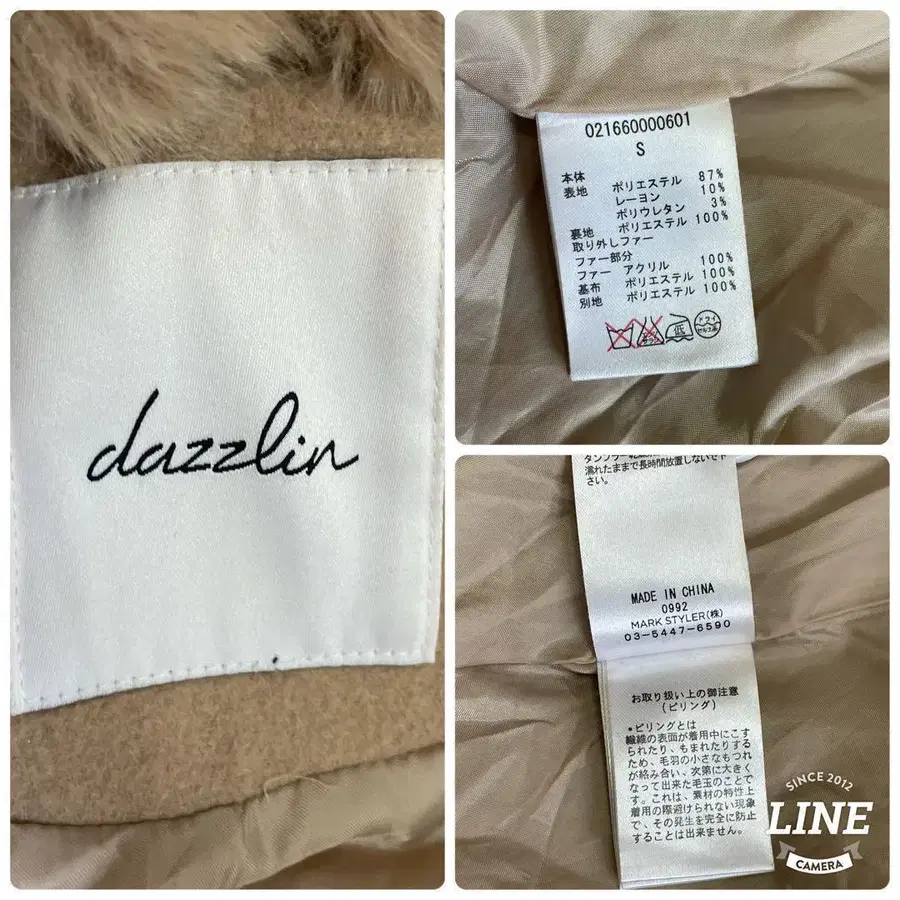 dazzlin
021660000601
S
本体
表地 ポリエステル 87%
レーヨン 10%
ポリウレタン 3%
裏地 ポリエステル 100%
取り外しファー
ファー部分
ファー アクリル 100%
基布 ポリエステル 100%
別地 ポリエステル 100%
低
ドライ
濡れたままで長時間放置しないで下
さい。
MADE IN CHINA
0992
MARK STYLER(株)
03-5447-6590
お取り扱い上の御注意
(ピリング)
・ピリングとは
繊維の表面が着用中にこす
られたり、もまれたりする
ため、毛羽の小さなもつれ
が絡み合い、次第に大きく
なって出来た毛玉のことで
す。これは、素材の特性上
着用の際避けられない現象
で、その発生を完全に防止
することは出来ません。
SINCE 2012
LINE
CAMERA